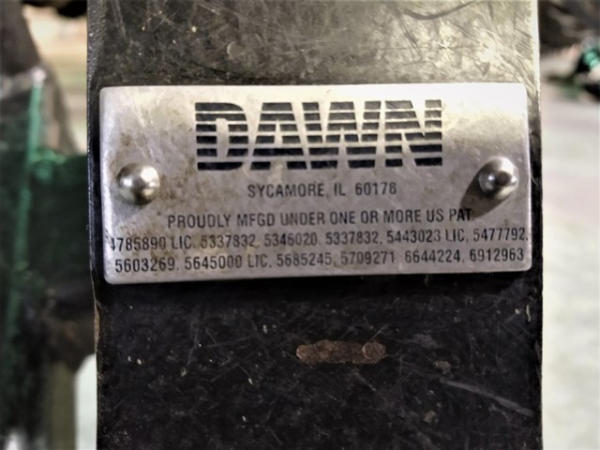 DAWN
SYCAMORE, IL 60178
PROUDLY MFGD UNDER ONE OR MORE US PAT
4785890 LIC. 5337832, 5346020, 5337832, 5443023 LIC. 5477792,
5603269, 5645000 LIC. 5685245, 5709271, 6644224, 6912963